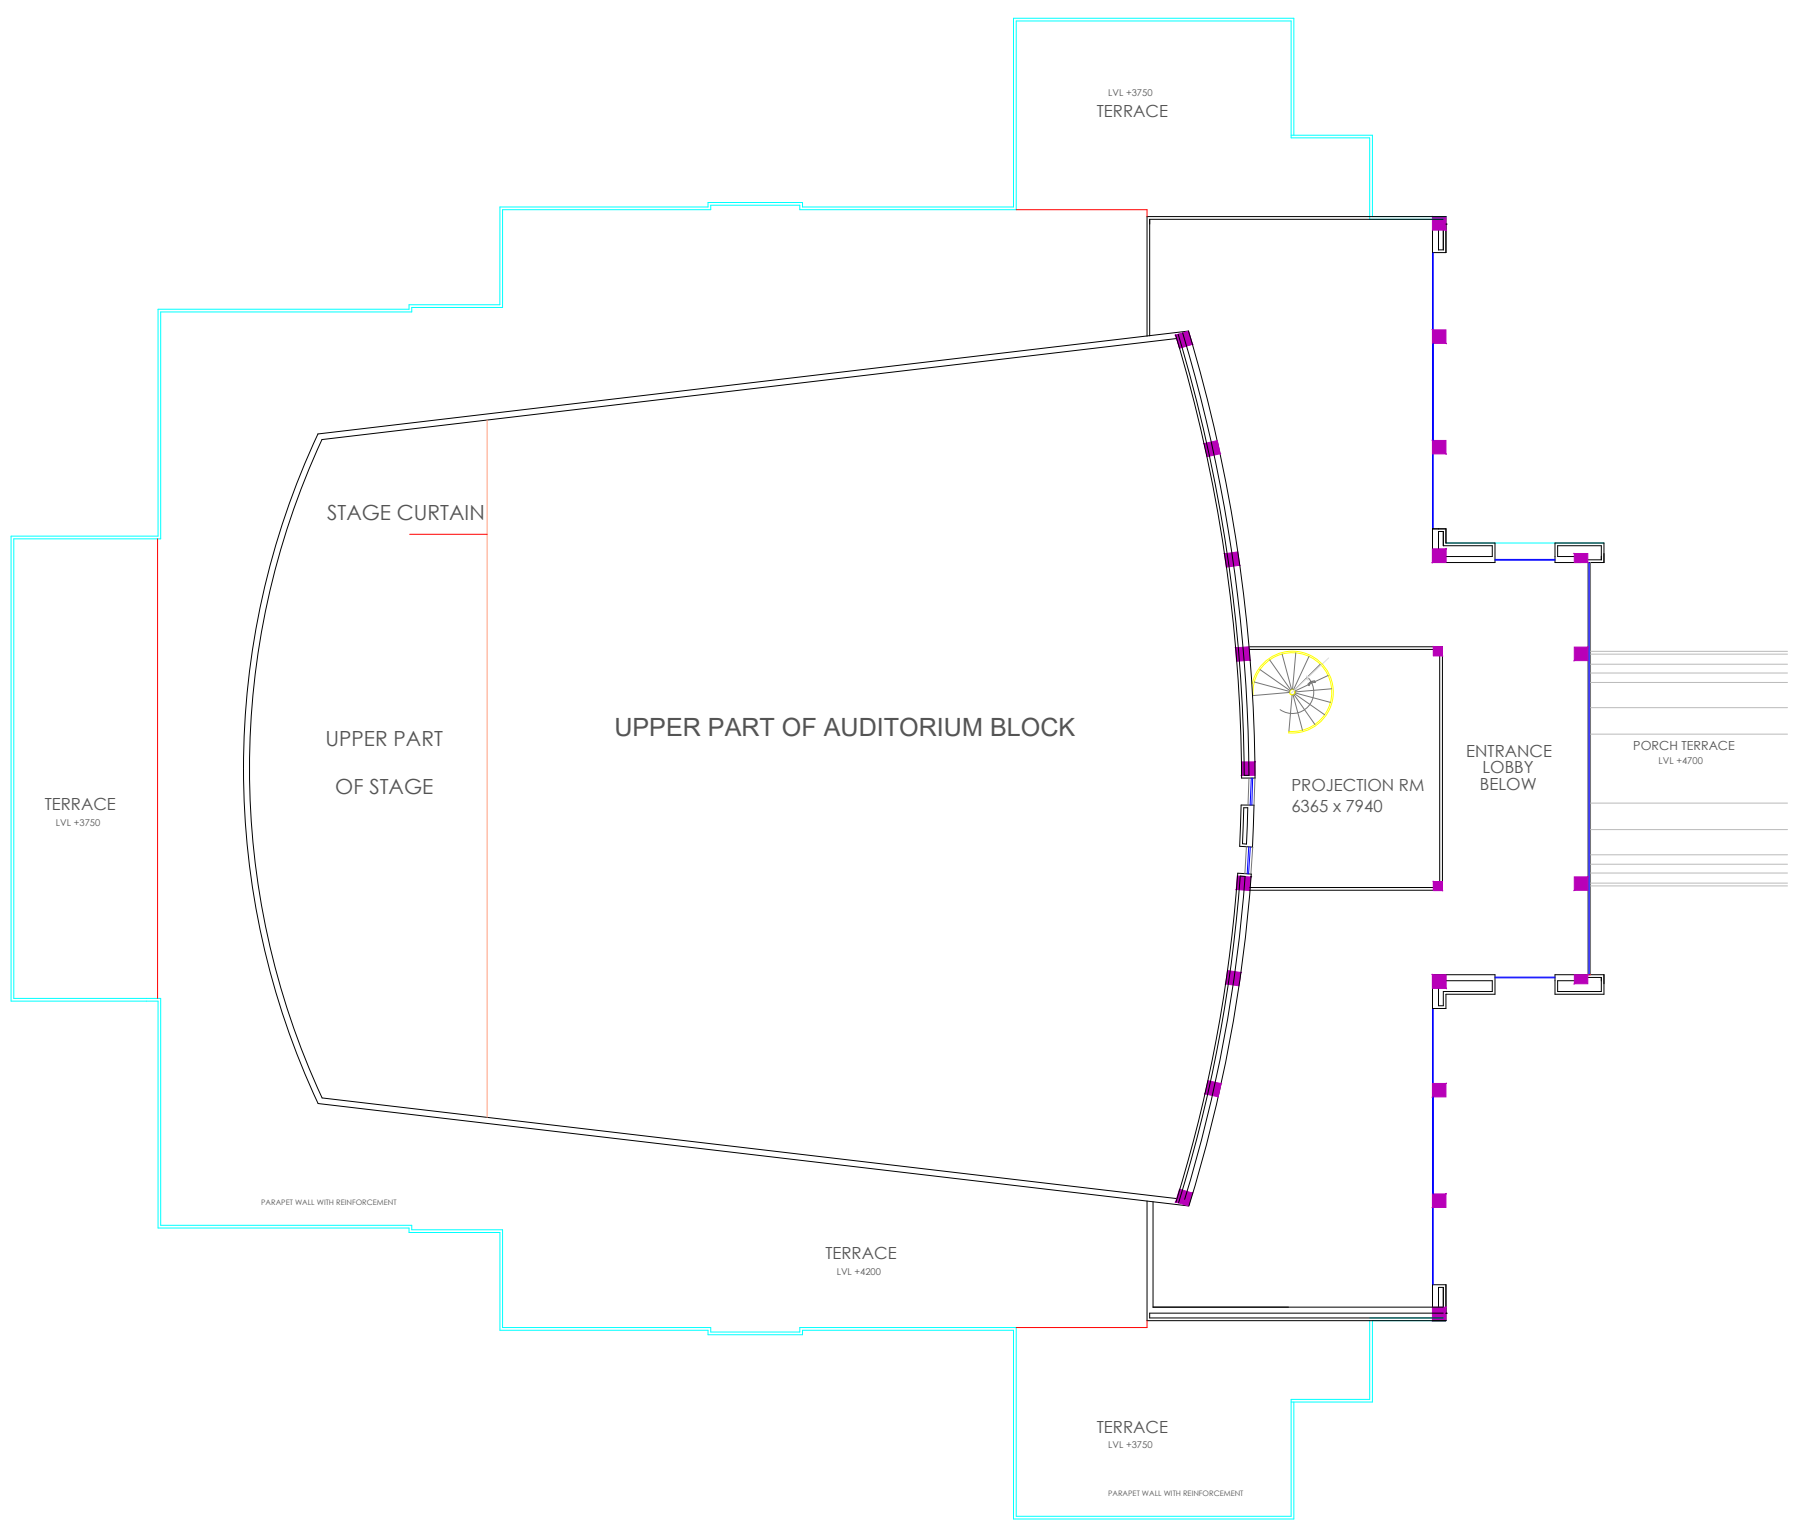 LVL +3750
TERRACE
STAGE CURTAIN
UPPER PART
OF STAGE
UPPER PART OF AUDITORIUM BLOCK
TERRACE
LVL +3750
PROJECTION RM
6365 x 7940
ENTRANCE
LOBBY
BELOW
PORCH TERRACE
LVL +4700
PARAPET WALL WITH REINFORCEMENT
TERRACE
LVL +4200
TERRACE
LVL +3750
PARAPET WALL WITH REINFORCEMENT